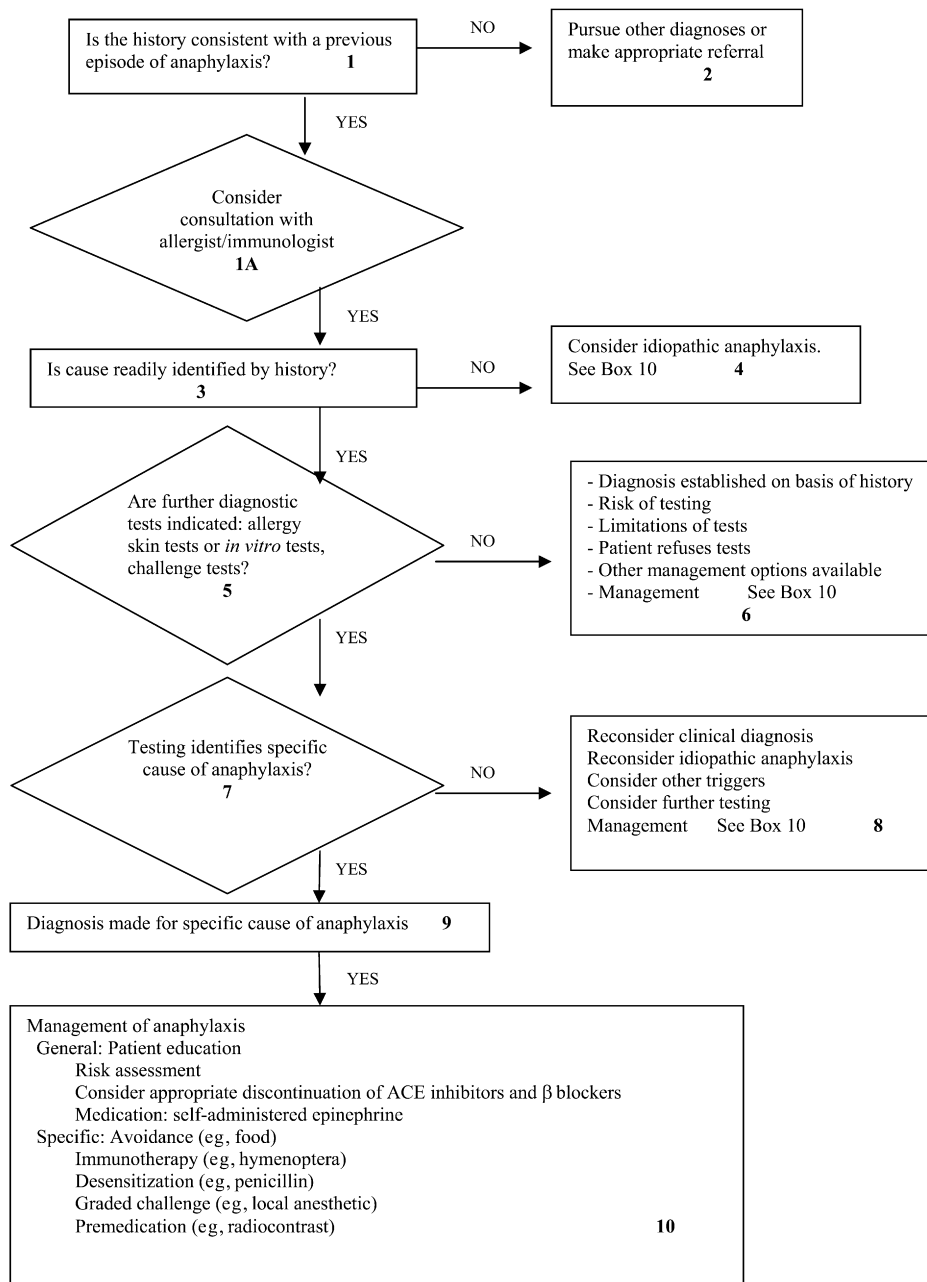 Is the history consistent with a previous
episode of anaphylaxis? 1
NO
Pursue other diagnoses or
make appropriate referral
2
YES
Consider
consultation with
allergist/immunologist
1A
YES
Is cause readily identified by history?
3
NO
Consider idiopathic anaphylaxis.
See Box 10 4
YES
Are further diagnostic
tests indicated: allergy
skin tests or in vitro tests,
challenge tests?
5
NO
- Diagnosis established on basis of history
- Risk of testing
- Limitations of tests
- Patient refuses tests
- Other management options available
- Management See Box 10
6
YES
Testing identifies specific
cause of anaphylaxis?
7
NO
Reconsider clinical diagnosis
Reconsider idiopathic anaphylaxis
Consider other triggers
Consider further testing
Management See Box 10 8
YES
Diagnosis made for specific cause of anaphylaxis 9
YES
Management of anaphylaxis
General: Patient education
Risk assessment
Consider appropriate discontinuation of ACE inhibitors and β blockers
Medication: self-administered epinephrine
Specific: Avoidance (eg, food)
Immunotherapy (eg, hymenoptera)
Desensitization (eg, penicillin)
Graded challenge (eg, local anesthetic)
Premedication (eg, radiocontrast) 10